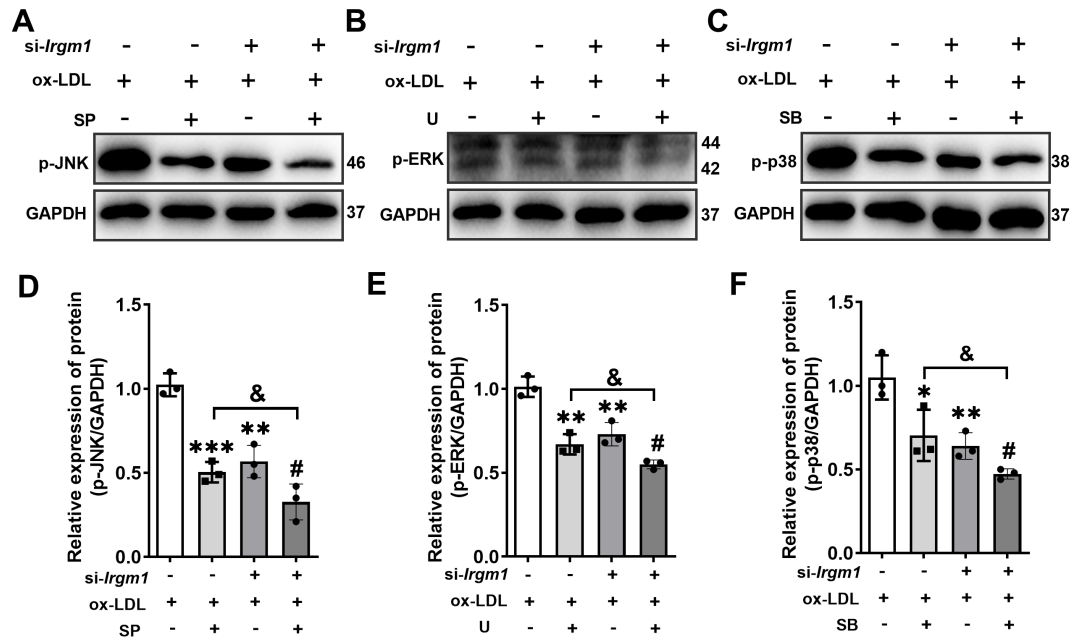 A
si-Irgm1 - - + +
ox-LDL + + + +
SP - + - +
p-JNK 46
GAPDH 37
B
si-Irgm1 - - + +
ox-LDL + + + +
U - + - +
p-ERK 44
42
GAPDH 37
C
si-Irgm1 - - + +
ox-LDL + + + +
SB - + - +
p-p38 38
GAPDH 37
D
Relative expression of protein
(p-JNK/GAPDH)
1.5
1.0
0.5
0.0
&
*** ** #
si-Irgm1 - - + +
ox-LDL + + + +
SP - + - +
E
Relative expression of protein
(p-ERK/GAPDH)
1.5
1.0
0.5
0.0
&
** ** #
si-Irgm1 - - + +
ox-LDL + + + +
U - + - +
F
Relative expression of protein
(p-p38/GAPDH)
1.5
1.0
0.5
0.0
&
* ** #
si-Irgm1 - - + +
ox-LDL + + + +
SB - + - +